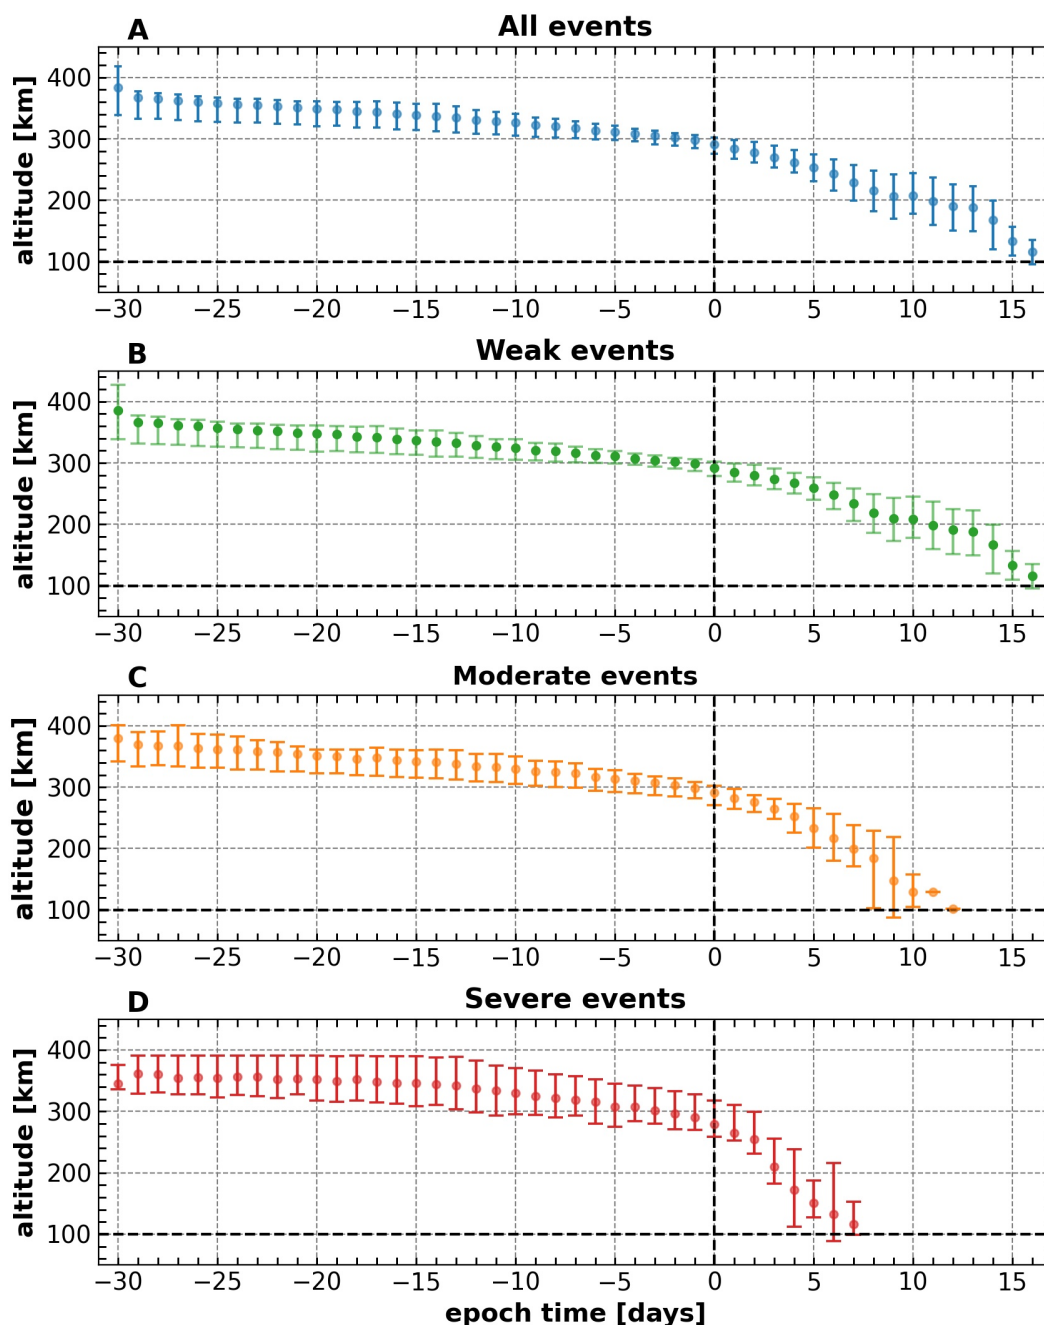 A
All events
altitude [km]
400
300
200
100
−30 −25 −20 −15 −10 −5 0 5 10 15
B
Weak events
altitude [km]
400
300
200
100
−30 −25 −20 −15 −10 −5 0 5 10 15
C
Moderate events
altitude [km]
400
300
200
100
−30 −25 −20 −15 −10 −5 0 5 10 15
D
Severe events
altitude [km]
400
300
200
100
−30 −25 −20 −15 −10 −5 0 5 10 15
epoch time [days]